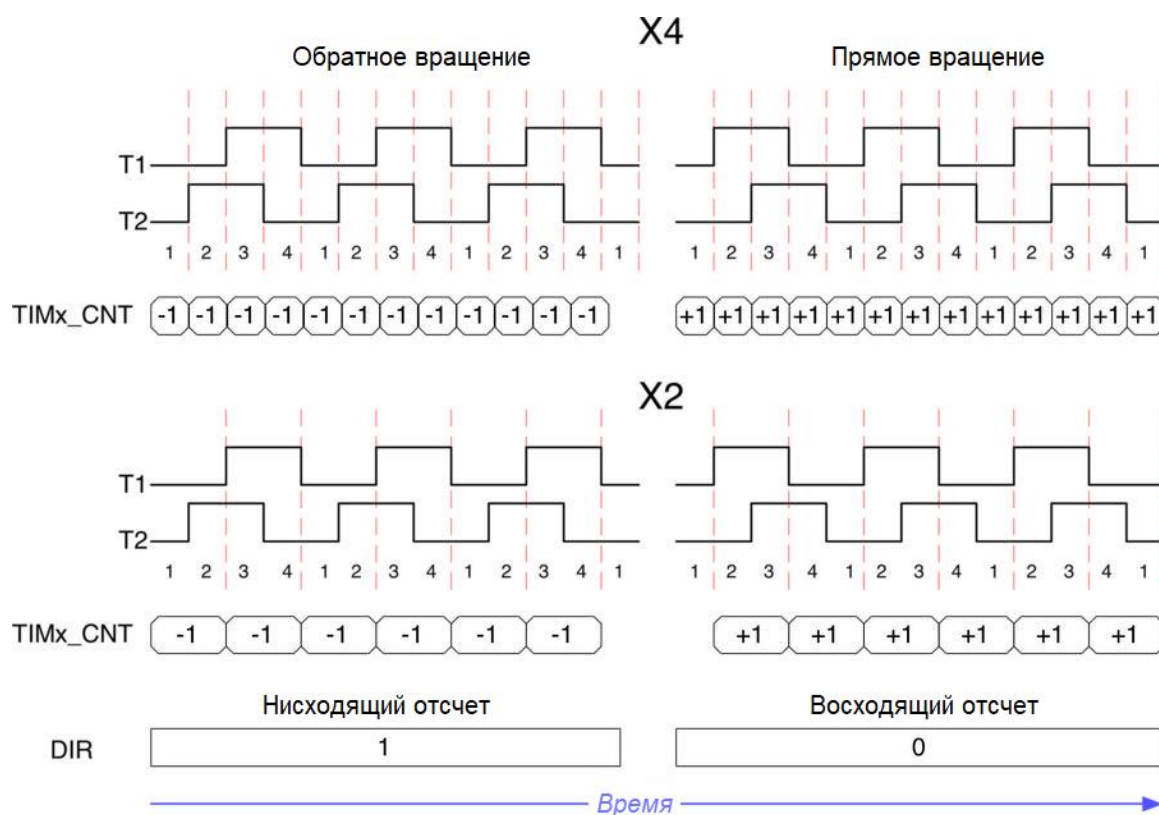 X4
Обратное вращение Прямое вращение
T1
T2
1 2 3 4 1 2 3 4 1 2 3 4 1 1 2 3 4 1 2 3 4 1 2 3 4 1
TIMx_CNT -1 -1 -1 -1 -1 -1 -1 -1 -1 -1 -1 -1 +1 +1 +1 +1 +1 +1 +1 +1 +1 +1 +1 +1 +1
X2
T1
T2
1 2 3 4 1 2 3 4 1 2 3 4 1 1 2 3 4 1 2 3 4 1 2 3 4 1
TIMx_CNT -1 -1 -1 -1 -1 -1 +1 +1 +1 +1 +1 +1
Нисходящий отсчет Восходящий отсчет
DIR 1 0
Время